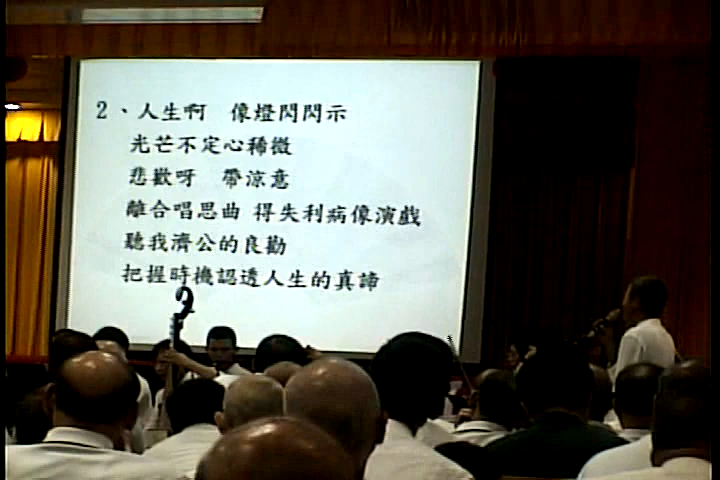 2、人生啊 像燈閃閃示
光芒不定心稀微
悲歡呀 帶涼意
離合唱思曲 得失利病像演戲
聽我濟公的良勸
把握時機認透人生的真諦